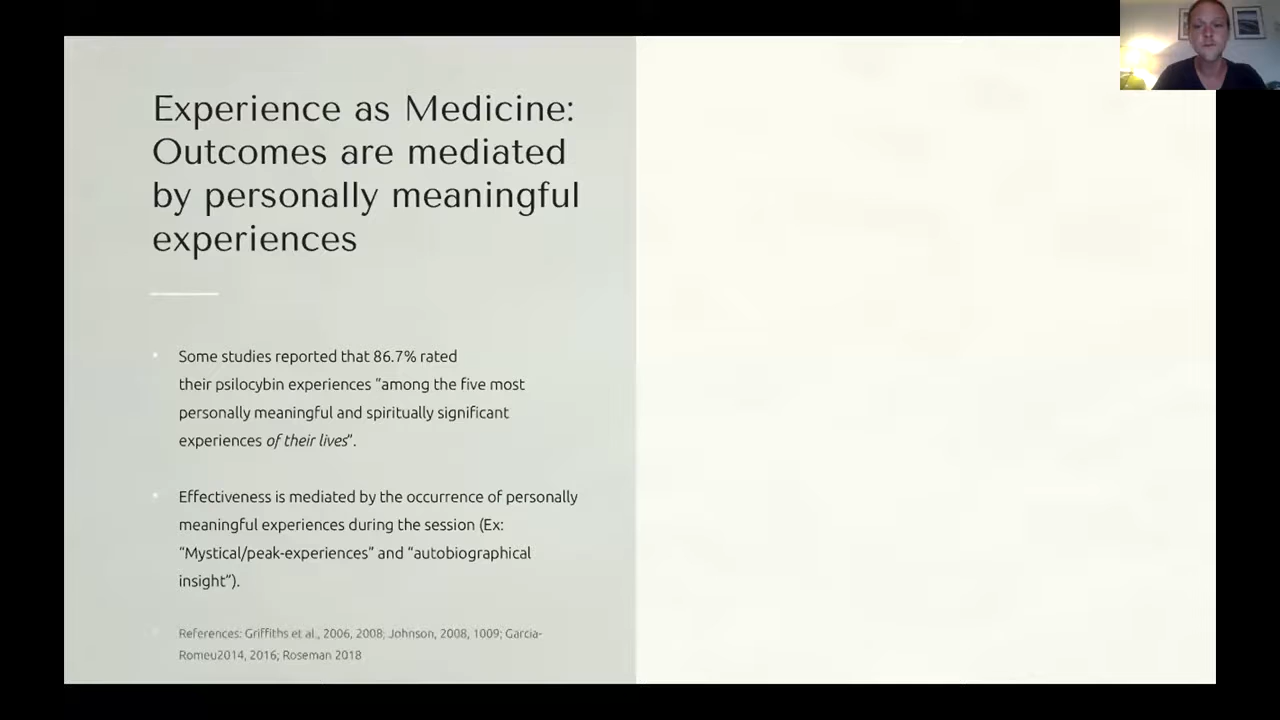 Experience as Medicine:
Outcomes are mediated
by personally meaningful
experiences
Some studies reported that 86.7% rated
their psilocybin experiences “among the five most
personally meaningful and spiritually significant
experiences of their lives”.
Effectiveness is mediated by the occurrence of personally
meaningful experiences during the session (Ex:
“Mystical/peak-experiences” and “autobiographical
insight”).
References: Griffiths et al., 2006, 2008; Johnson, 2008, 1009; Garcia-
Romeu2014, 2016; Roseman 2018